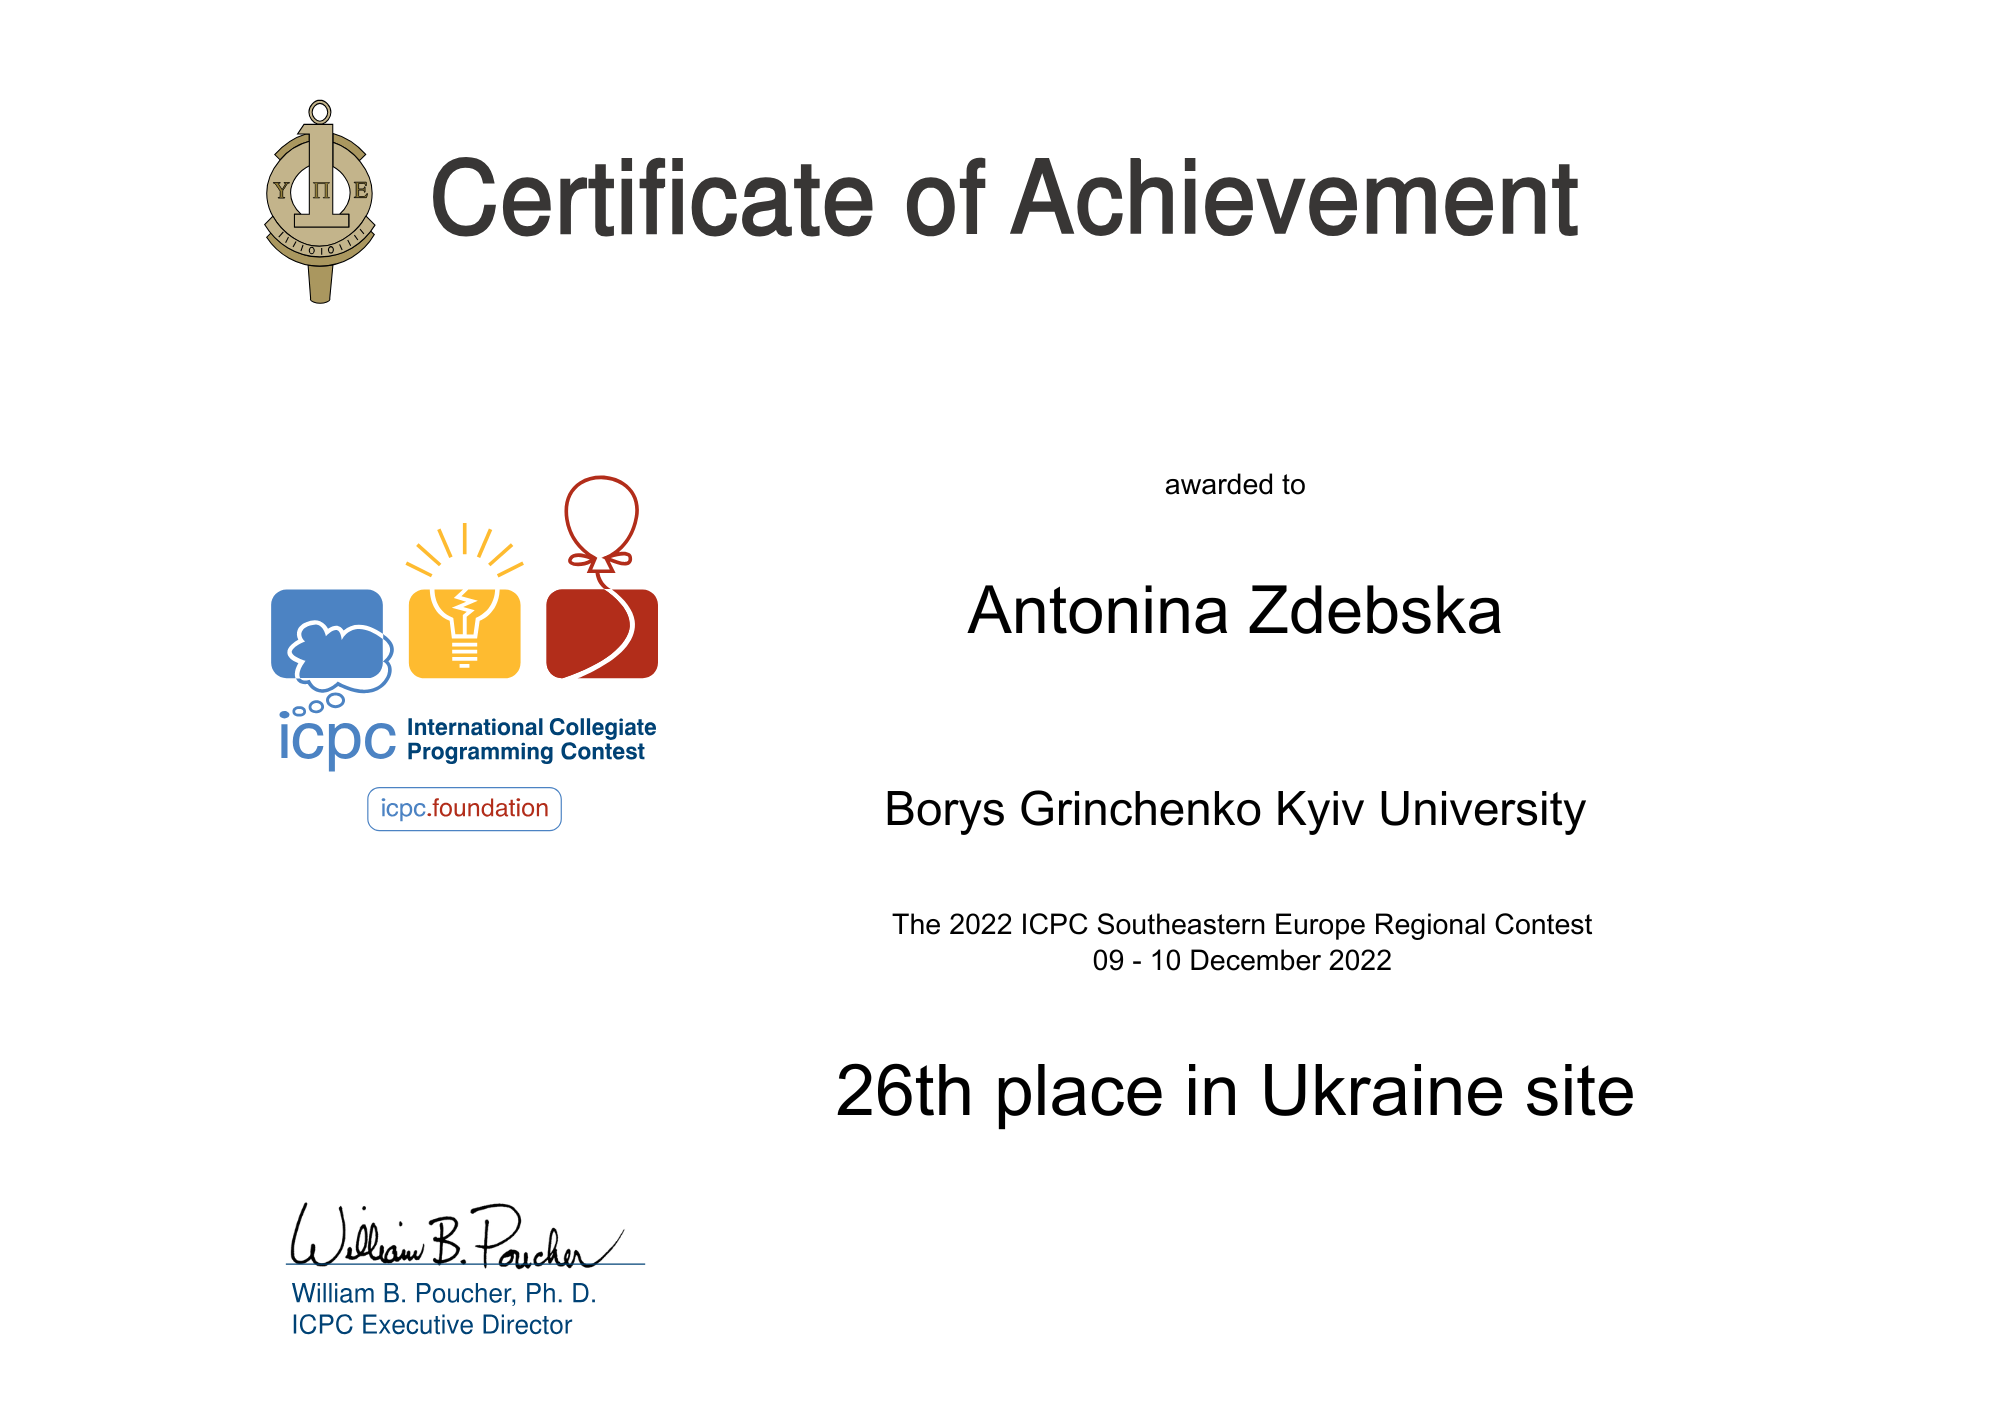 Υ Π Ε
Certificate of Achievement
awarded to
Antonina Zdebska
icpc International Collegiate
Programming Contest
icpc.foundation
Borys Grinchenko Kyiv University
The 2022 ICPC Southeastern Europe Regional Contest
09 - 10 December 2022
26th place in Ukraine site
William B. Poucher
William B. Poucher, Ph. D.
ICPC Executive Director